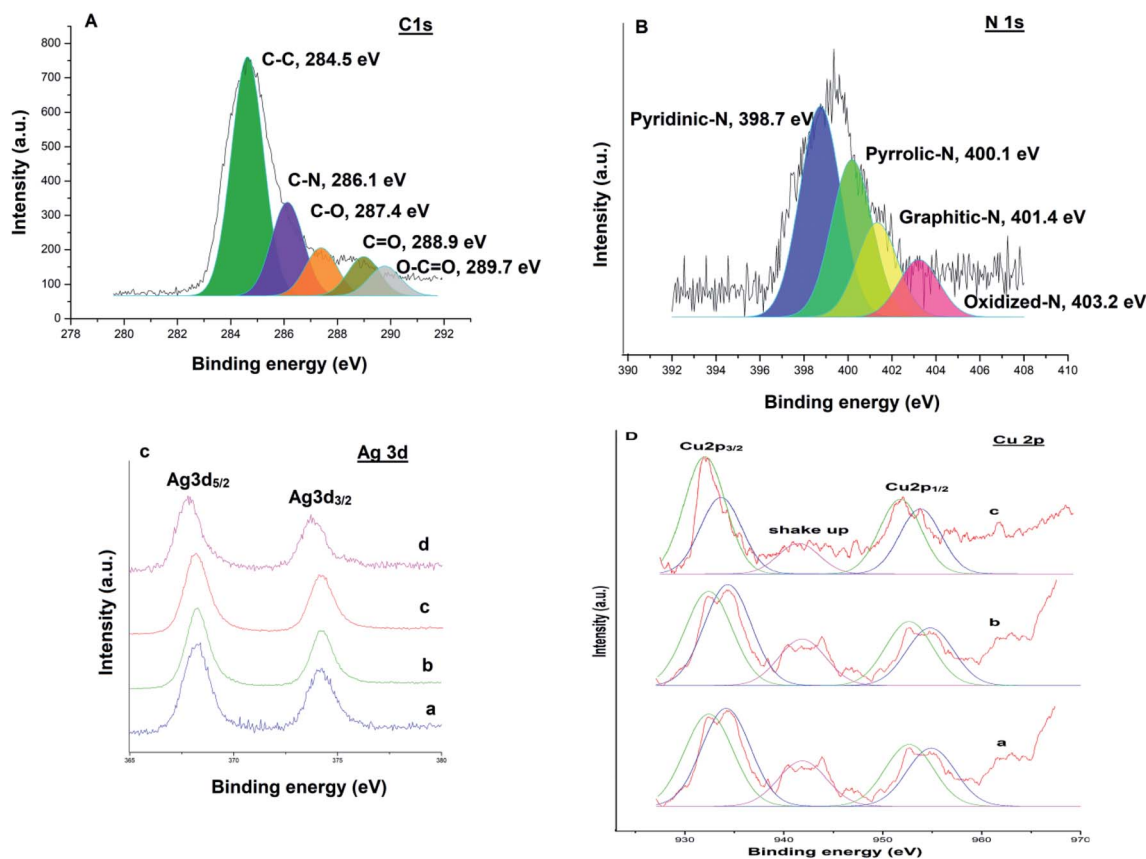 A
C1s
C-C, 284.5 eV
C-N, 286.1 eV
C-O, 287.4 eV
C=O, 288.9 eV
O-C=O, 289.7 eV
Intensity (a.u.)
800
700
600
500
400
300
200
100
0
278 280 282 284 286 288 290 292
Binding energy (eV)
B
N 1s
Pyridinic-N, 398.7 eV
Pyrrolic-N, 400.1 eV
Graphitic-N, 401.4 eV
Oxidized-N, 403.2 eV
Intensity (a.u.)
390 392 394 396 398 400 402 404 406 408 410
Binding energy (eV)
c
Ag 3d
Ag3d5/2
Ag3d3/2
d
c
b
a
Intensity (a.u.)
365 370 375 380
Binding energy (eV)
D
Cu 2p
Cu2p3/2
Cu2p1/2
shake up
c
b
a
Intensity (a.u.)
930 940 950 960 970
Binding energy (eV)